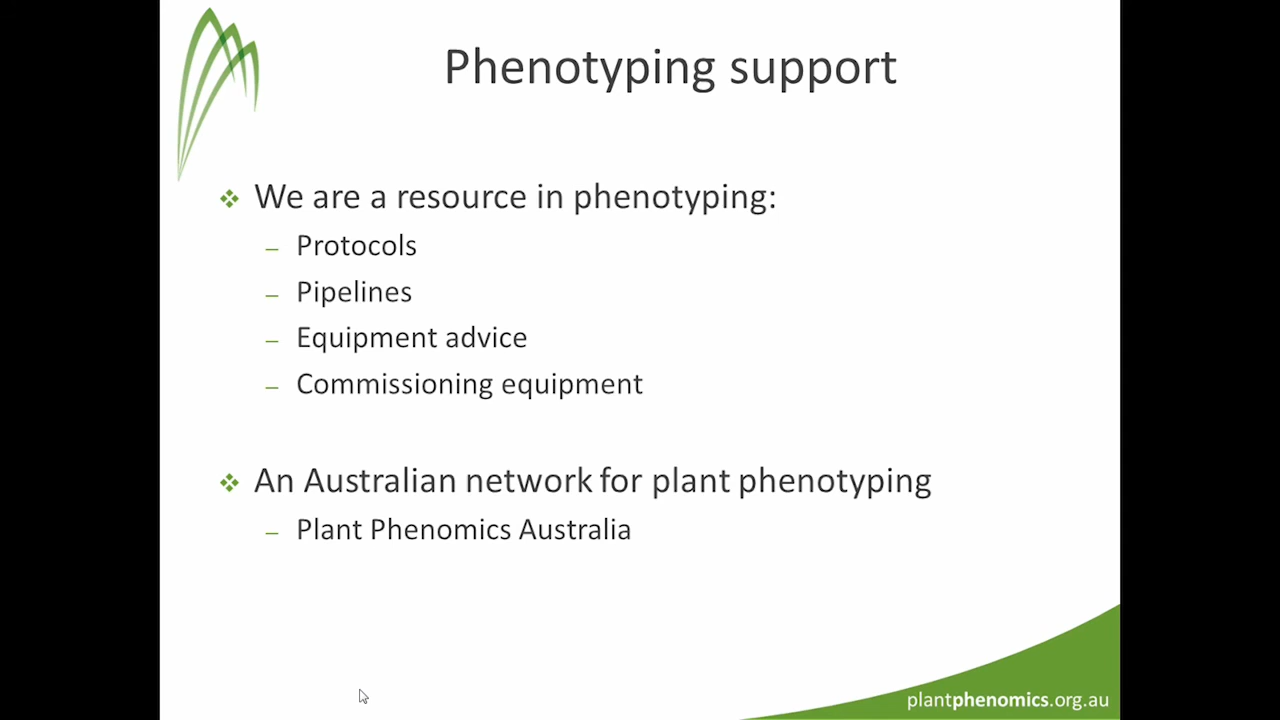 Phenotyping support
❖ We are a resource in phenotyping:
– Protocols
– Pipelines
– Equipment advice
– Commissioning equipment
❖ An Australian network for plant phenotyping
– Plant Phenomics Australia
plantphenomics.org.au